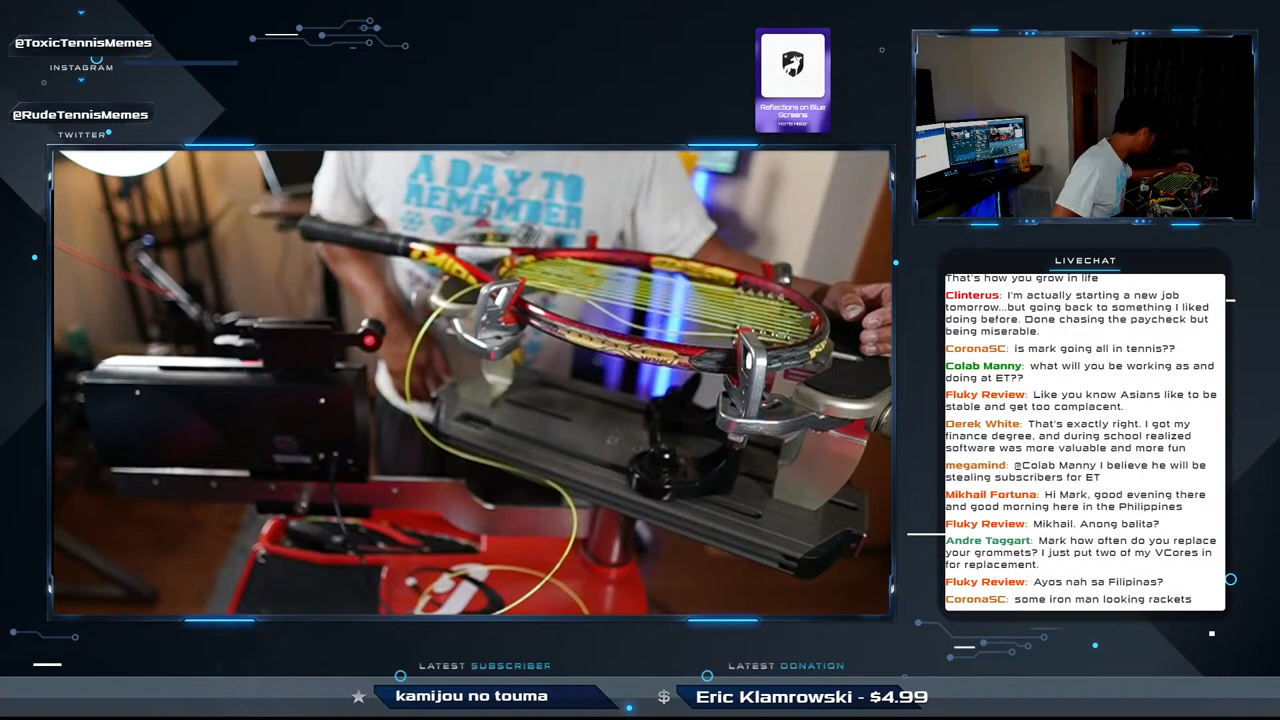 @ToxicTennisMemes
INSTAGRAM
@RudeTennisMemes
TWITTER
Reflections on Blue
Screens
A DAY TO
REMEMBER
LIVECHAT
That's how you grow in life
Clinterus: I'm actually starting a new job
tomorrow...but going back to something I liked
doing before. Done chasing the paycheck but
being miserable.
CoronaSC: is mark going all in tennis??
Colab Manny: what will you be working as and
doing at ET??
Fluky Review: Like you know Asians like to be
stable and get too complacent.
Derek White: That's exactly right. I got my
finance degree, and during school realized
software was more valuable and more fun
megamind: @Colab Manny I believe he will be
stealing subscribers for ET
Mikhail Fortuna: Hi Mark, good evening there
and good morning here in the Philippines
Fluky Review: Mikhail. Anong balita?
Andre Taggart: Mark how often do you replace
your grommets? I just put two of my VCores in
for replacement.
Fluky Review: Ayos nah sa Filipinas?
CoronaSC: some iron man looking rackets
LATEST SUBSCRIBER
kamijou no touma
LATEST DONATION
$ Eric Klamrowski - $4.99